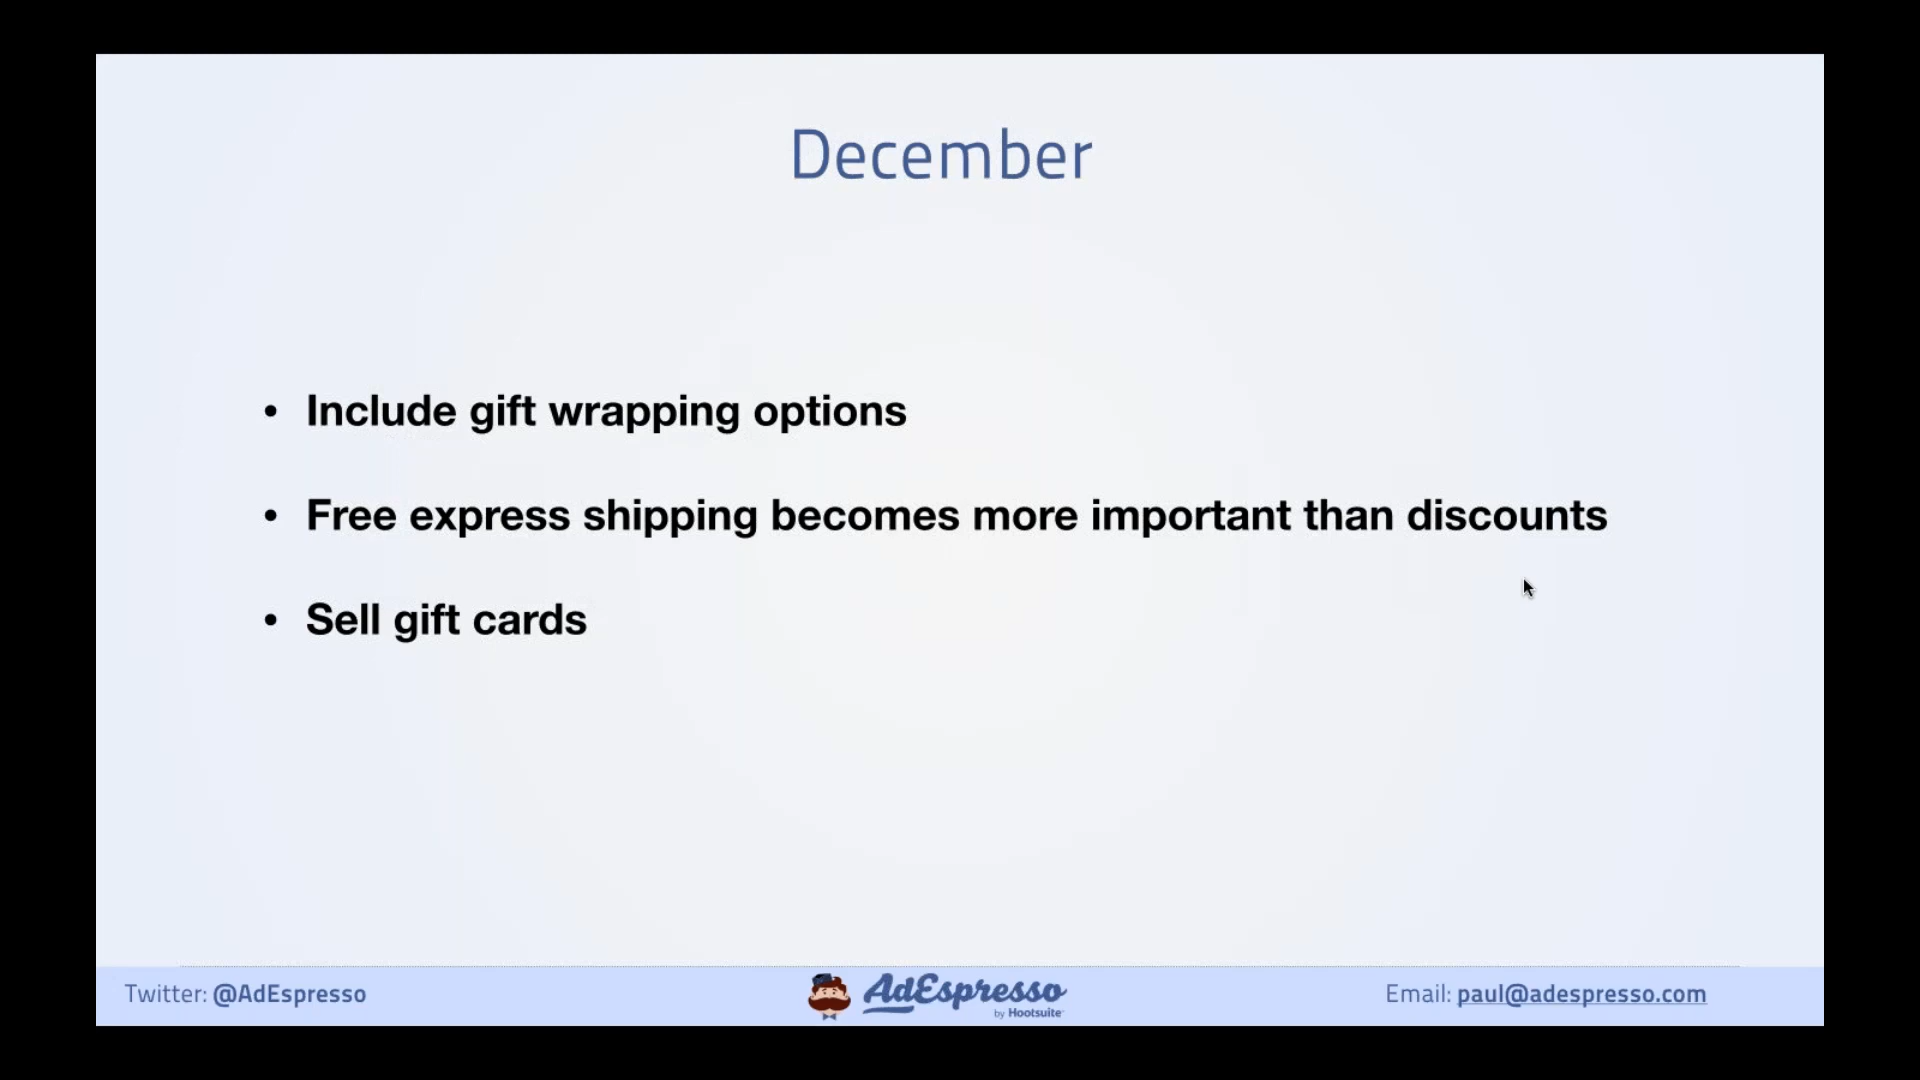 December
• Include gift wrapping options
• Free express shipping becomes more important than discounts
• Sell gift cards
Twitter: @AdEspresso
AdEspresso
by Hootsuite
Email: paul@adespresso.com